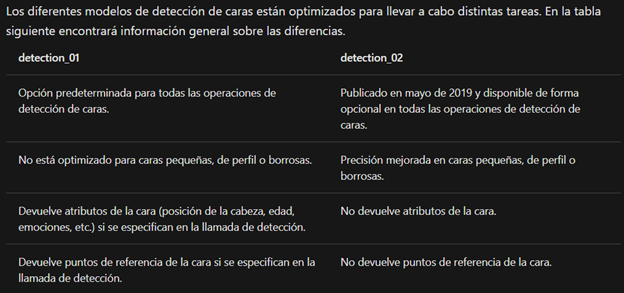 Los diferentes modelos de detección de caras están optimizados para llevar a cabo distintas tareas. En la tabla
siguiente encontrará información general sobre las diferencias.
detection_01
detection_02
Opción predeterminada para todas las operaciones de
detección de caras.
Publicado en mayo de 2019 y disponible de forma
opcional en todas las operaciones de detección de
caras.
No está optimizado para caras pequeñas, de perfil o borrosas.
Precisión mejorada en caras pequeñas, de perfil o
borrosas.
Devuelve atributos de la cara (posición de la cabeza, edad,
emociones, etc.) si se especifican en la llamada de detección.
No devuelve atributos de la cara.
Devuelve puntos de referencia de la cara si se especifican en la
llamada de detección.
No devuelve puntos de referencia de la cara.